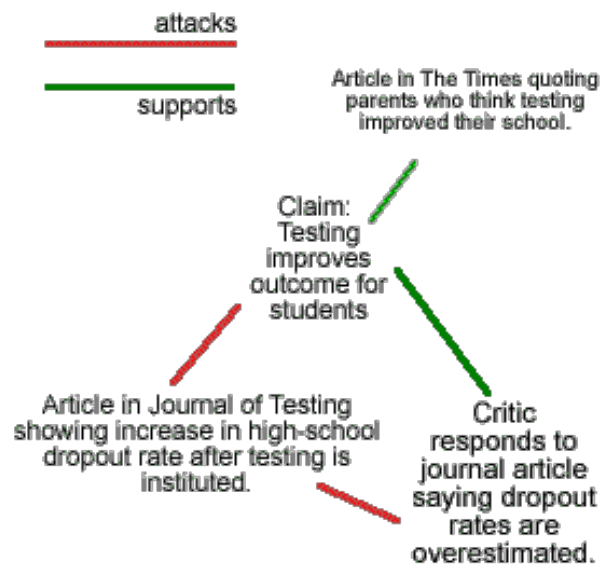 attacks
supports
Article in The Times quoting
parents who think testing
improved their school.
Claim:
Testing
improves
outcome for
students
Article in Journal of Testing
showing increase in high-school
dropout rate after testing is
instituted.
Critic
responds to
journal article
saying dropout
rates are
overestimated.